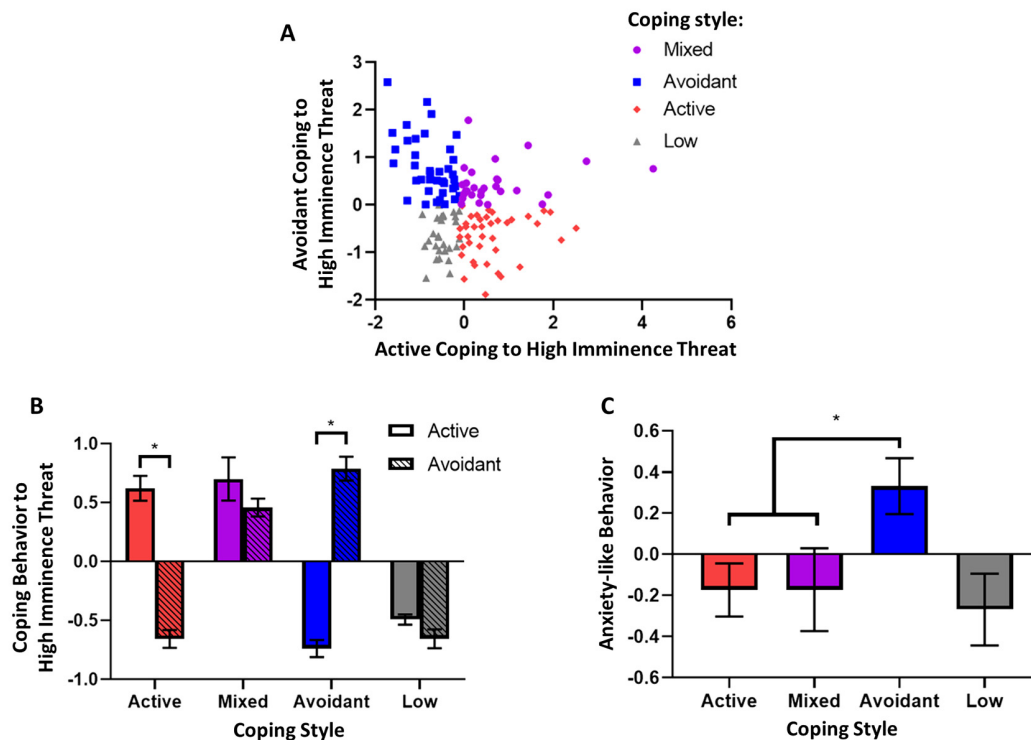 A
Coping style:
Mixed
Avoidant
Active
Low
Avoidant Coping to
High Imminence Threat
3
2
1
0
-1
-2
-2
0
2
4
6
Active Coping to High Imminence Threat
B
Coping Behavior to
High Imminence Threat
1.0
0.5
0.0
-0.5
-1.0
*
*
Active
Avoidant
Active
Mixed
Avoidant
Low
Coping Style
C
Anxiety-like Behavior
0.6
0.4
0.2
0.0
-0.2
-0.4
-0.6
*
Active
Mixed
Avoidant
Low
Coping Style